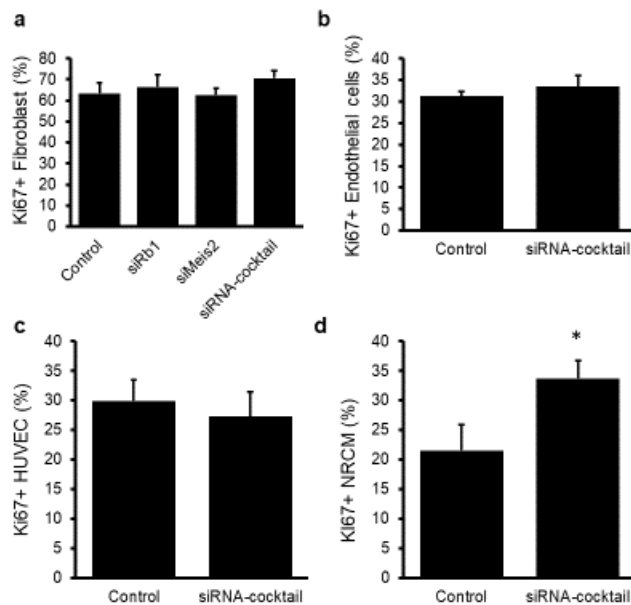 a
Ki67+ Fibroblast (%)
80
70
60
50
40
30
20
10
0
Control
siRb1
siMeis2
siRNA-cocktail
b
Ki67+ Endothelial cells (%)
40
35
30
25
20
15
10
5
0
Control
siRNA-cocktail
c
Ki67+ HUVEC (%)
40
35
30
25
20
15
10
5
0
Control
siRNA-cocktail
d
Ki67+ NRCM (%)
40
35
30
25
20
15
10
5
0
*
Control
siRNA-cocktail